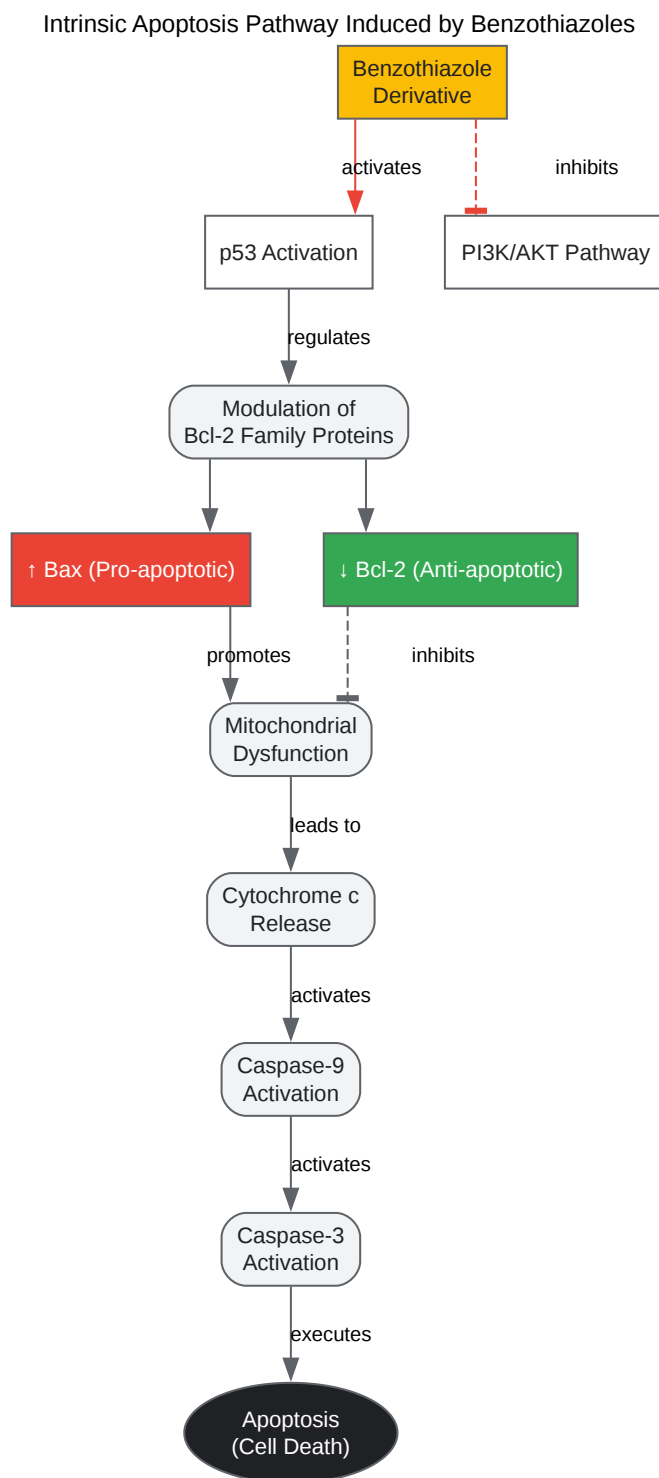 Intrinsic Apoptosis Pathway Induced by Benzothiazoles
Benzothiazole
Derivative
activates
inhibits
p53 Activation
PI3K/AKT Pathway
regulates
Modulation of
Bcl-2 Family Proteins
↑ Bax (Pro-apoptotic)
↓ Bcl-2 (Anti-apoptotic)
promotes
inhibits
Mitochondrial
Dysfunction
leads to
Cytochrome c
Release
activates
Caspase-9
Activation
activates
Caspase-3
Activation
executes
Apoptosis
(Cell Death)